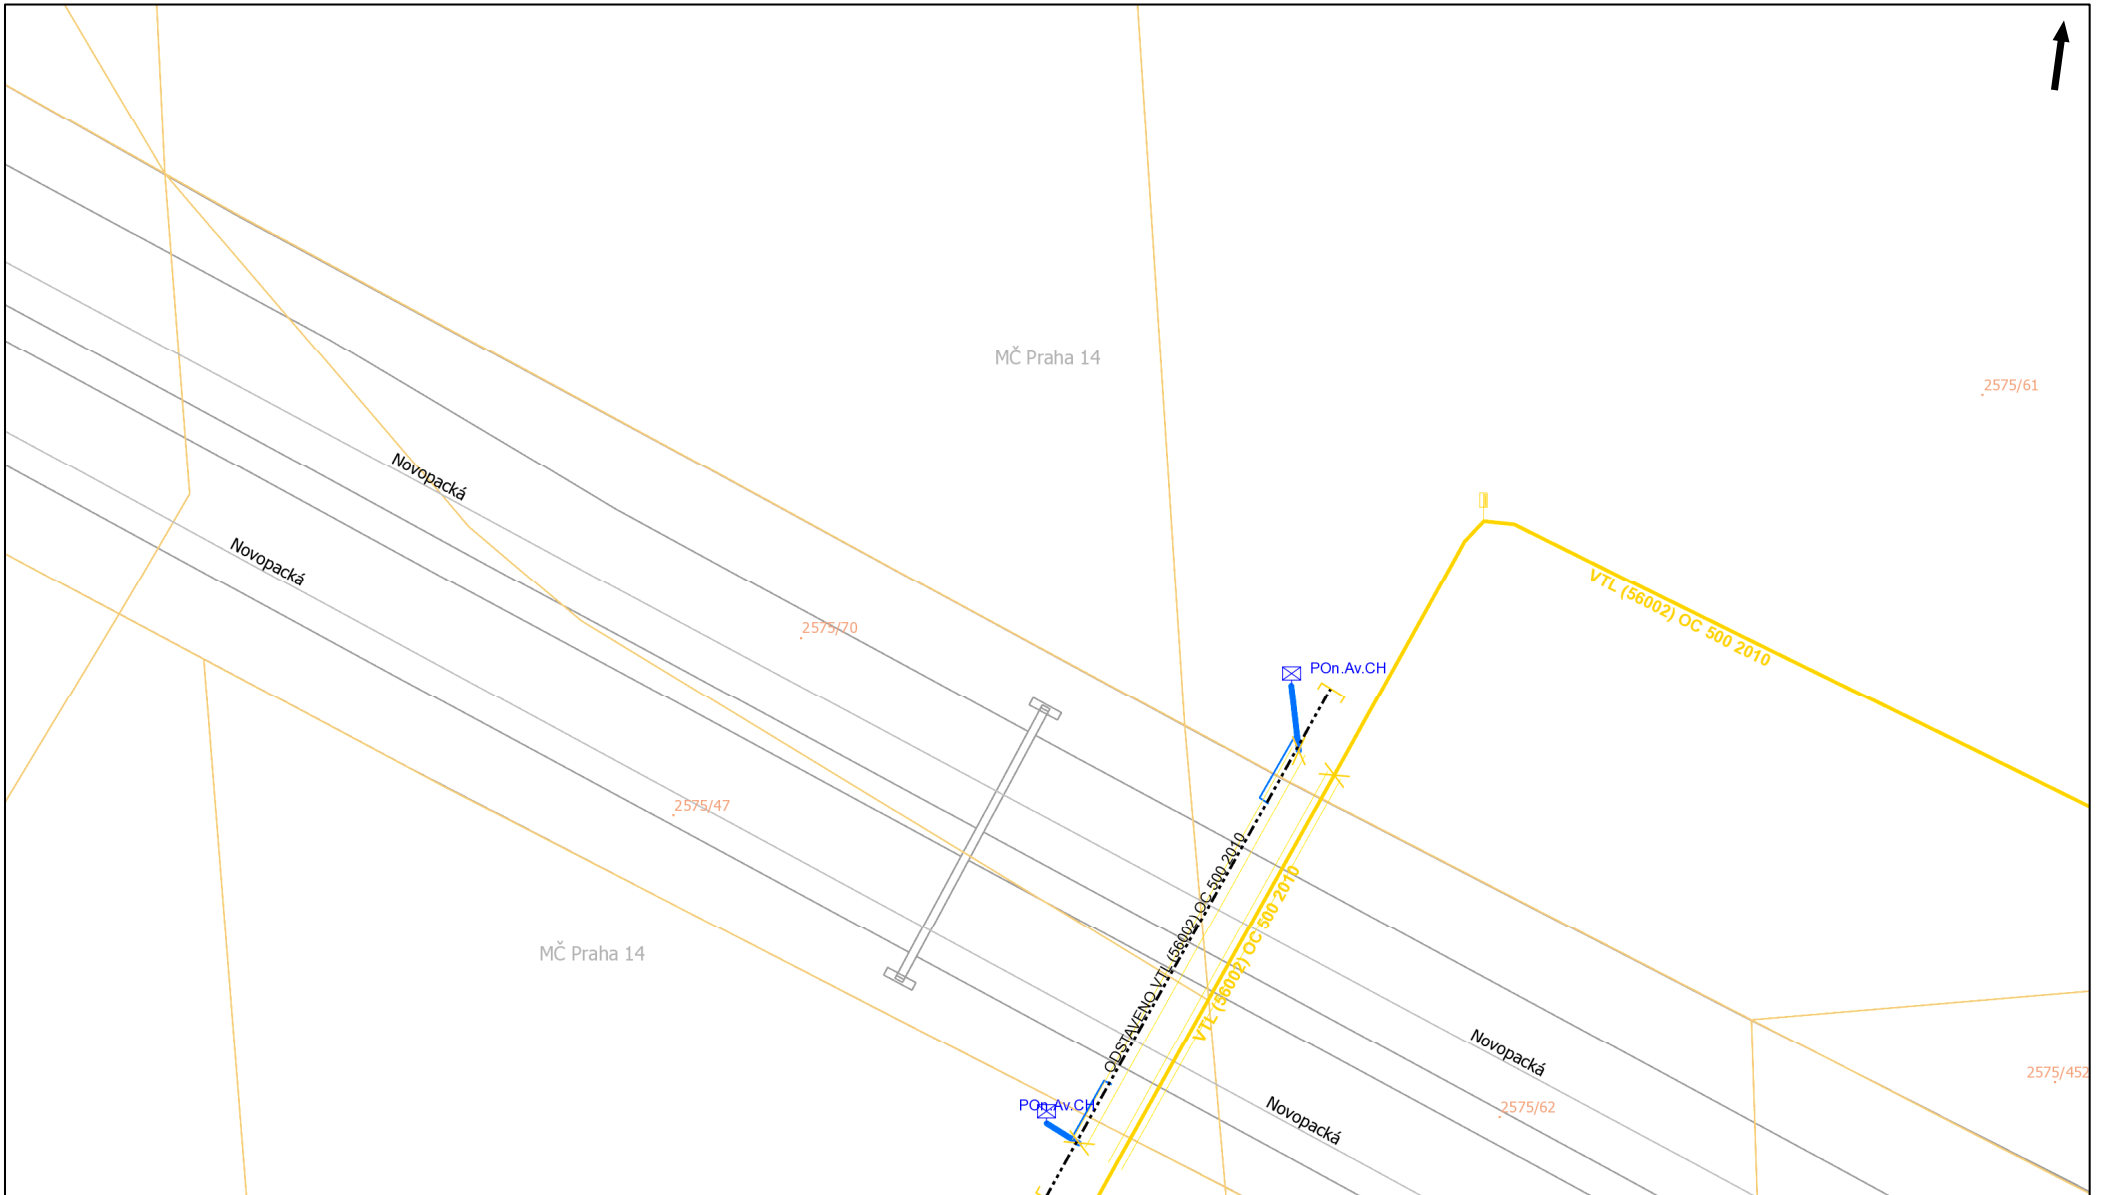 MČ Praha 14
2575/61
Novopacká
Novopacká
VTL (56002) OC 500 2010
2575/70
POn.Av.CH
2575/47
ODSTAVENO VTL (56002) OC 500 2010
VTL (56002) OC 500 2010
MČ Praha 14
Novopacká
2575/452
POn.Av.CH
Novopacká
2575/62